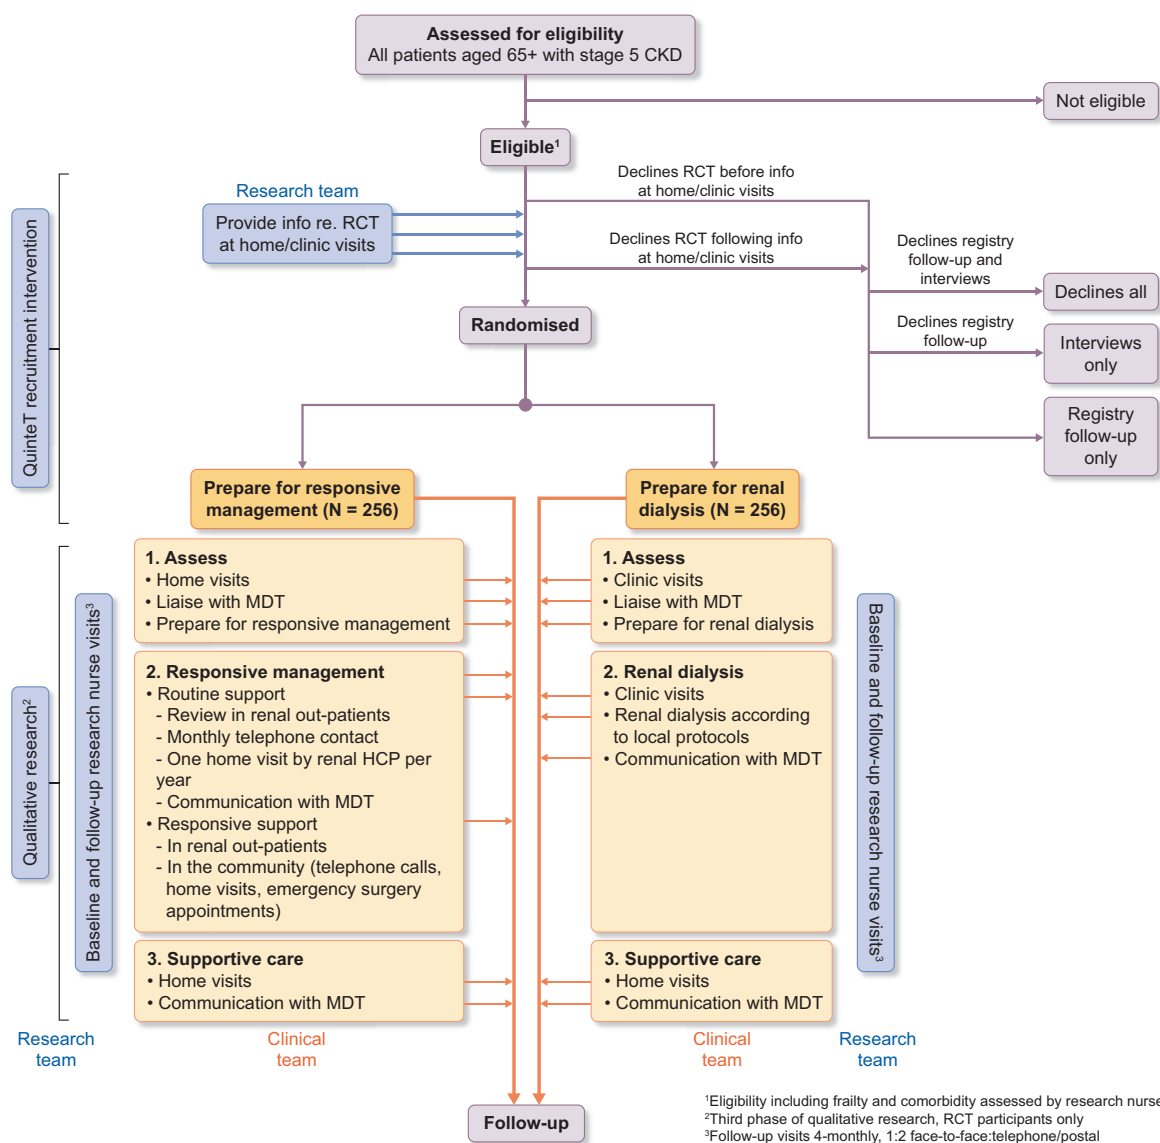 Assessed for eligibility
All patients aged 65+ with stage 5 CKD
Not eligible
Eligible¹
Declines RCT before info
at home/clinic visits
Research team
Provide info re. RCT
at home/clinic visits
Declines RCT following info
at home/clinic visits
Declines registry
follow-up and
interviews
Declines all
Randomised
Declines registry
follow-up
Interviews
only
Registry
follow-up
only
QuinteT recruitment intervention
Prepare for responsive
management (N = 256)
Prepare for renal
dialysis (N = 256)
Qualitative research²
Baseline and follow-up research nurse visits³
1. Assess
• Home visits
• Liaise with MDT
• Prepare for responsive management
2. Responsive management
• Routine support
- Review in renal out-patients
- Monthly telephone contact
- One home visit by renal HCP per
year
- Communication with MDT
• Responsive support
- In renal out-patients
- In the community (telephone calls,
home visits, emergency surgery
appointments)
3. Supportive care
• Home visits
• Communication with MDT
1. Assess
• Clinic visits
• Liaise with MDT
• Prepare for renal dialysis
2. Renal dialysis
• Clinic visits
• Renal dialysis according
to local protocols
• Communication with MDT
3. Supportive care
• Home visits
• Communication with MDT
Baseline and follow-up research nurse visits³
Research
team
Clinical
team
Clinical
team
Research
team
Follow-up
¹Eligibility including frailty and comorbidity assessed by research nurse
²Third phase of qualitative research, RCT participants only
³Follow-up visits 4-monthly, 1:2 face-to-face:telephone/postal